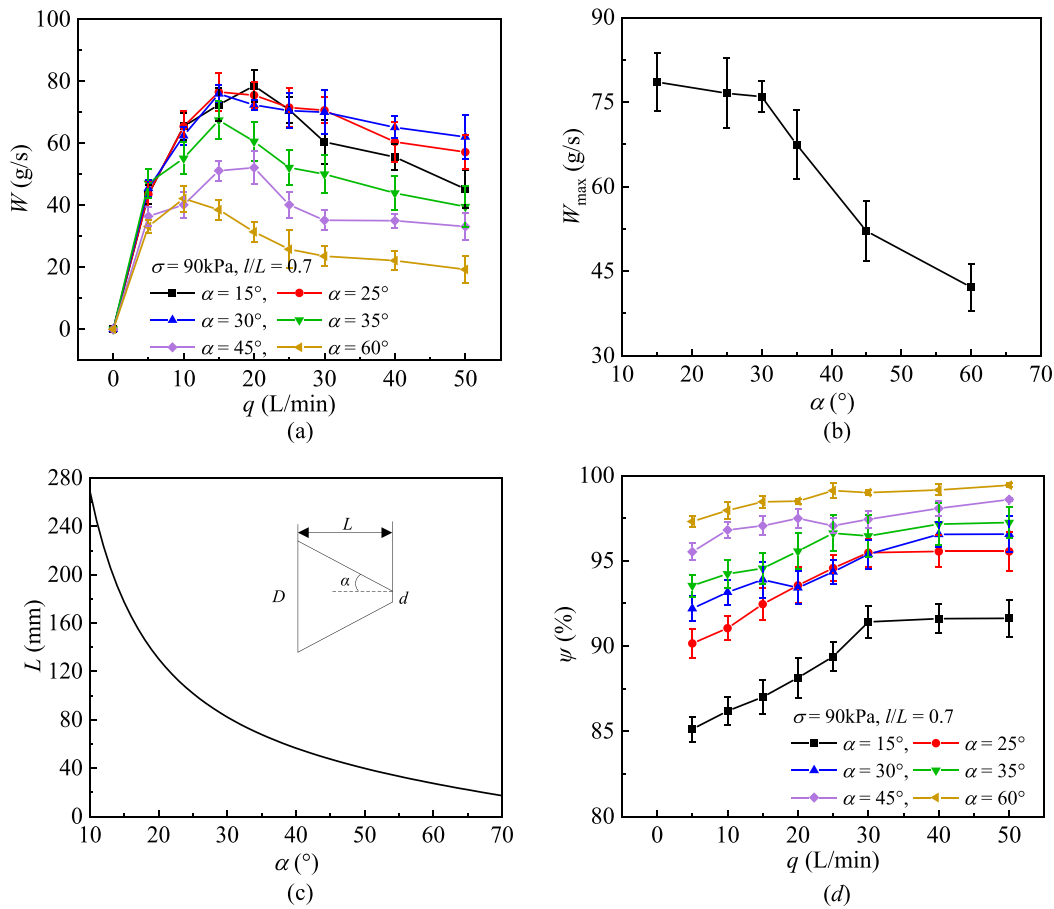 100
80
60
40
20
0
W (g/s)
σ = 90kPa, l/L = 0.7
α = 15°, α = 25°
α = 30°, α = 35°
α = 45°, α = 60°
0 10 20 30 40 50
q (L/min)
(a)
90
75
60
45
30
Wmax (g/s)
10 20 30 40 50 60 70
α (°)
(b)
280
240
200
160
120
80
40
0
L (mm)
L
α
D
d
10 20 30 40 50 60 70
α (°)
(c)
100
95
90
85
80
ψ (%)
σ = 90kPa, l/L = 0.7
α = 15°, α = 25°
α = 30°, α = 35°
α = 45°, α = 60°
0 10 20 30 40 50
q (L/min)
(d)